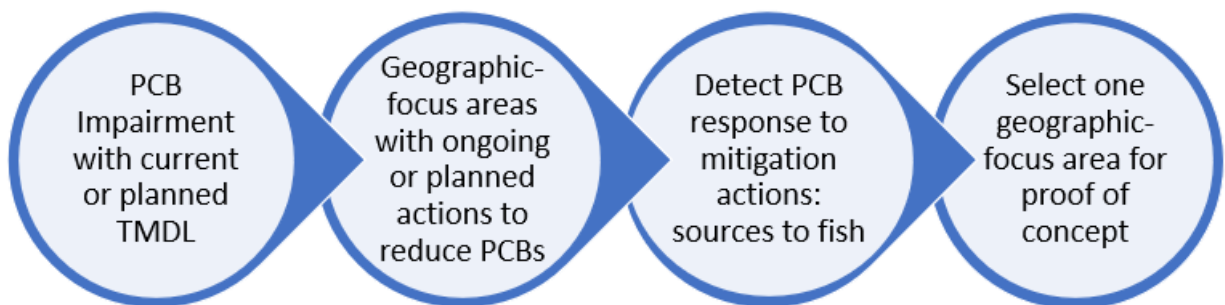 PCB
Impairment
with current
or planned
TMDL
Geographic-
focus areas
with ongoing
or planned
actions to
reduce PCBs
Detect PCB
response to
mitigation
actions:
sources to fish
Select one
geographic-
focus area for
proof of
concept